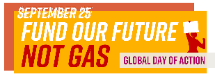 SEPTEMBER 25
FUND OUR FUTURE
NOT GAS
GLOBAL DAY OF ACTION